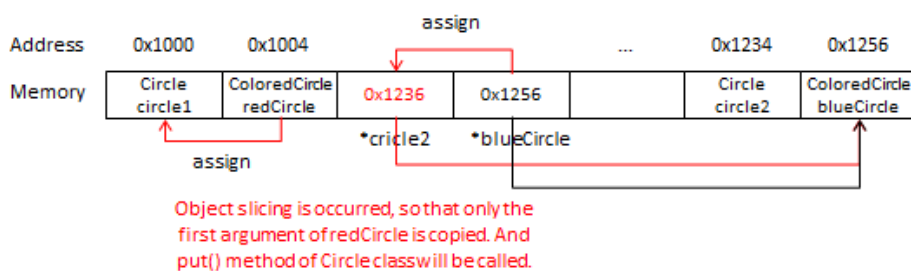 assign
Address 0x1000 0x1004 ... 0x1234 0x1256
Memory Circle circle1 ColoredCircle redCircle 0x1236 0x1256 Circle circle2 ColoredCircle blueCircle
*cricle2 *blueCircle
assign
Object slicing is occurred, so that only the
first argument of redCircle is copied. And
put() method of Circle class will be called.